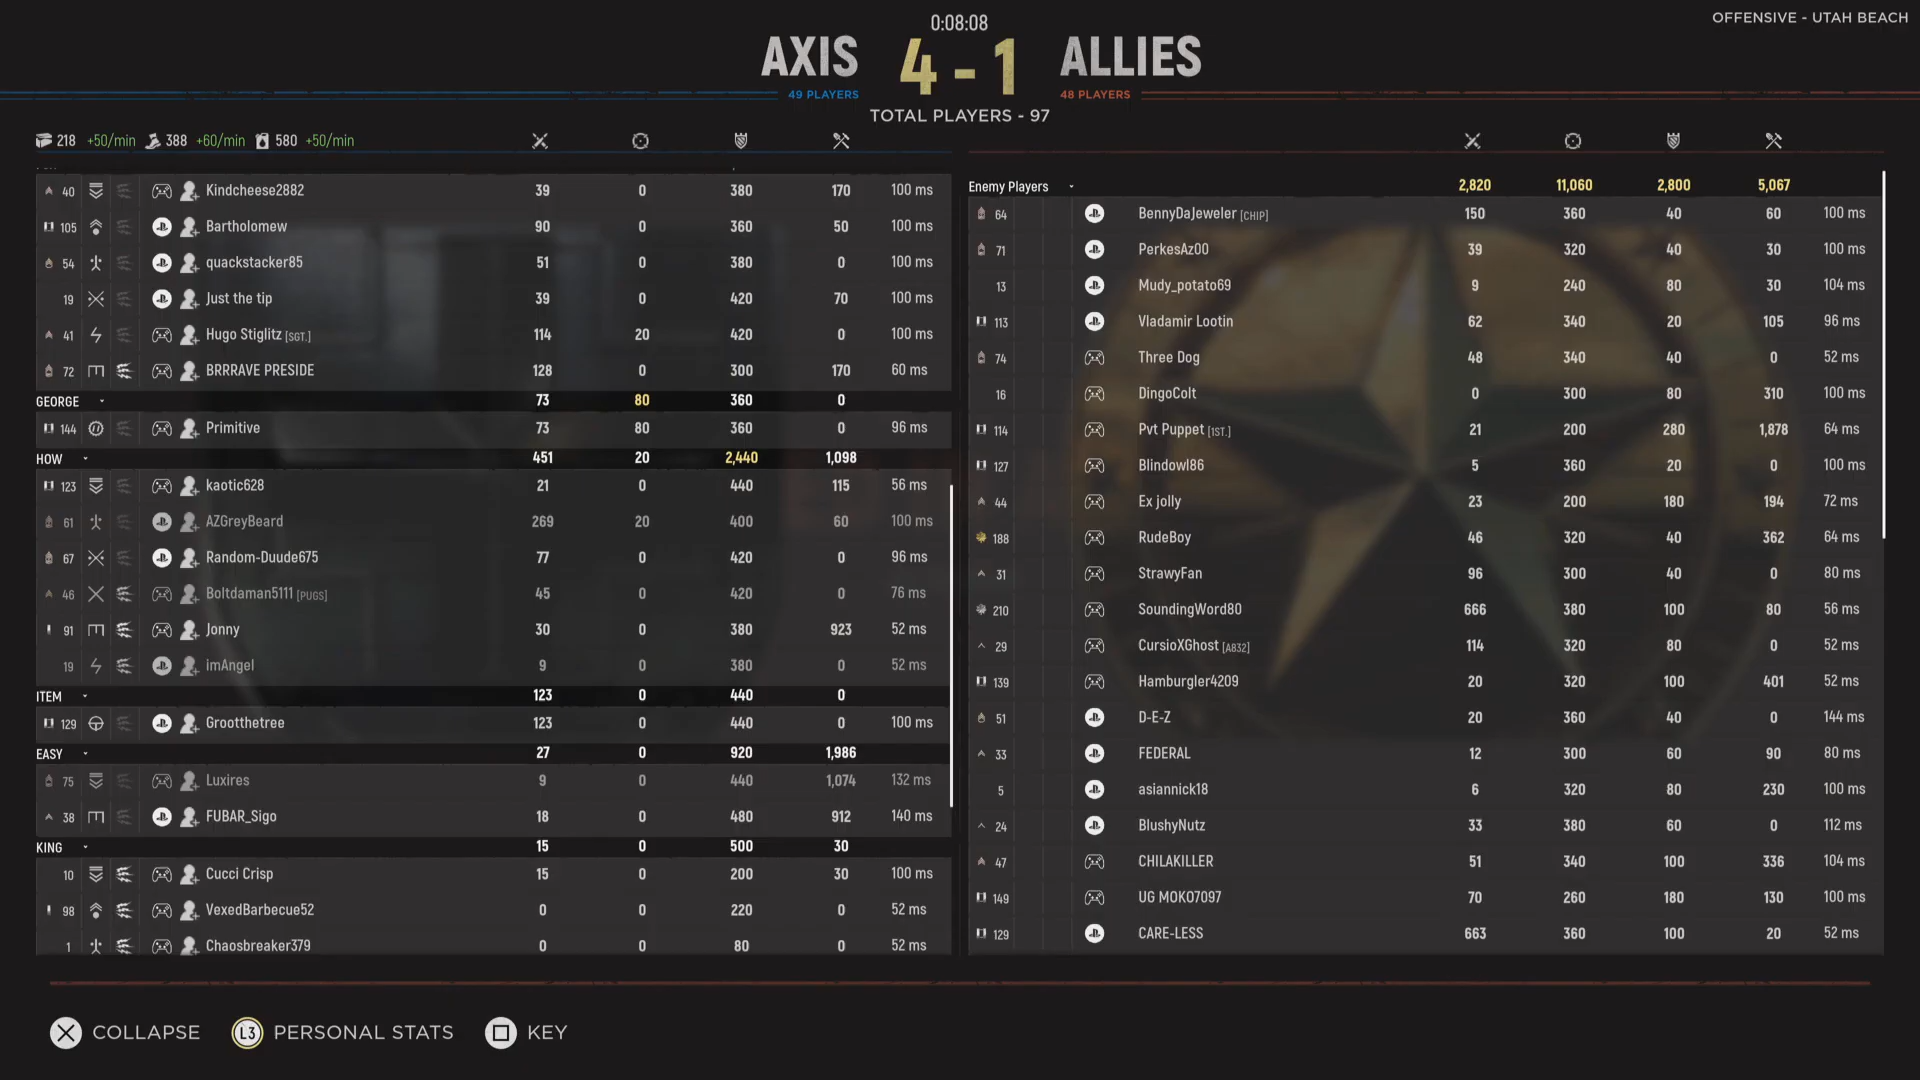 OFFENSIVE - UTAH BEACH
0:08:08
AXIS 4 - 1 ALLIES
49 PLAYERS 48 PLAYERS
TOTAL PLAYERS - 97
218 +50/min 388 +60/min 580 +50/min
40 Kindcheese2882 39 0 380 170 100 ms
105 Bartholomew 90 0 360 50 100 ms
54 quackstacker85 51 0 380 0 100 ms
19 Just the tip 39 0 420 70 100 ms
41 Hugo Stiglitz [SGT.] 114 20 420 0 100 ms
72 BRRRAVE PRESIDE 128 0 300 170 60 ms
GEORGE 73 80 360 0
144 Primitive 73 80 360 0 96 ms
HOW 451 20 2,440 1,098
123 kaotic628 21 0 440 115 56 ms
61 AZGreyBeard 269 20 400 60 100 ms
67 Random-Duude675 77 0 420 0 96 ms
46 Boltdaman5111 [PUGS] 45 0 420 0 76 ms
91 Jonny 30 0 380 923 52 ms
19 imAngel 9 0 380 0 52 ms
ITEM 123 0 440 0
129 Grootthetree 123 0 440 0 100 ms
EASY 27 0 920 1,986
75 Luxires 9 0 440 1,074 132 ms
38 FUBAR_Sigo 18 0 480 912 140 ms
KING 15 0 500 30
10 Cucci Crisp 15 0 200 30 100 ms
98 VexedBarbecue52 0 0 220 0 52 ms
1 Chaosbreaker379 0 0 80 0 52 ms
Enemy Players 2,820 11,060 2,800 5,067
64 BennyDaJeweler [CHIP] 150 360 40 60 100 ms
71 PerkesAz00 39 320 40 30 100 ms
13 Mudy_potato69 9 240 80 30 104 ms
113 Vladamir Lootin 62 340 20 105 96 ms
74 Three Dog 48 340 40 0 52 ms
16 DingoColt 0 300 80 310 100 ms
114 Pvt Puppet [1ST.] 21 200 280 1,878 64 ms
127 Blindowl86 5 360 20 0 100 ms
44 Ex jolly 23 200 180 194 72 ms
188 RudeBoy 46 320 40 362 64 ms
31 StrawyFan 96 300 40 0 80 ms
210 SoundingWord80 666 380 100 80 56 ms
29 CursioXGhost [A832] 114 320 80 0 52 ms
139 Hamburgler4209 20 320 100 401 52 ms
51 D-E-Z 20 360 40 0 144 ms
33 FEDERAL 12 300 60 90 80 ms
5 asiannick18 6 320 80 230 100 ms
24 BlushyNutz 33 380 60 0 112 ms
47 CHILAKILLER 51 340 100 336 104 ms
149 UG MOKO7097 70 260 180 130 100 ms
129 CARE-LESS 663 360 100 20 52 ms
COLLAPSE L3 PERSONAL STATS KEY